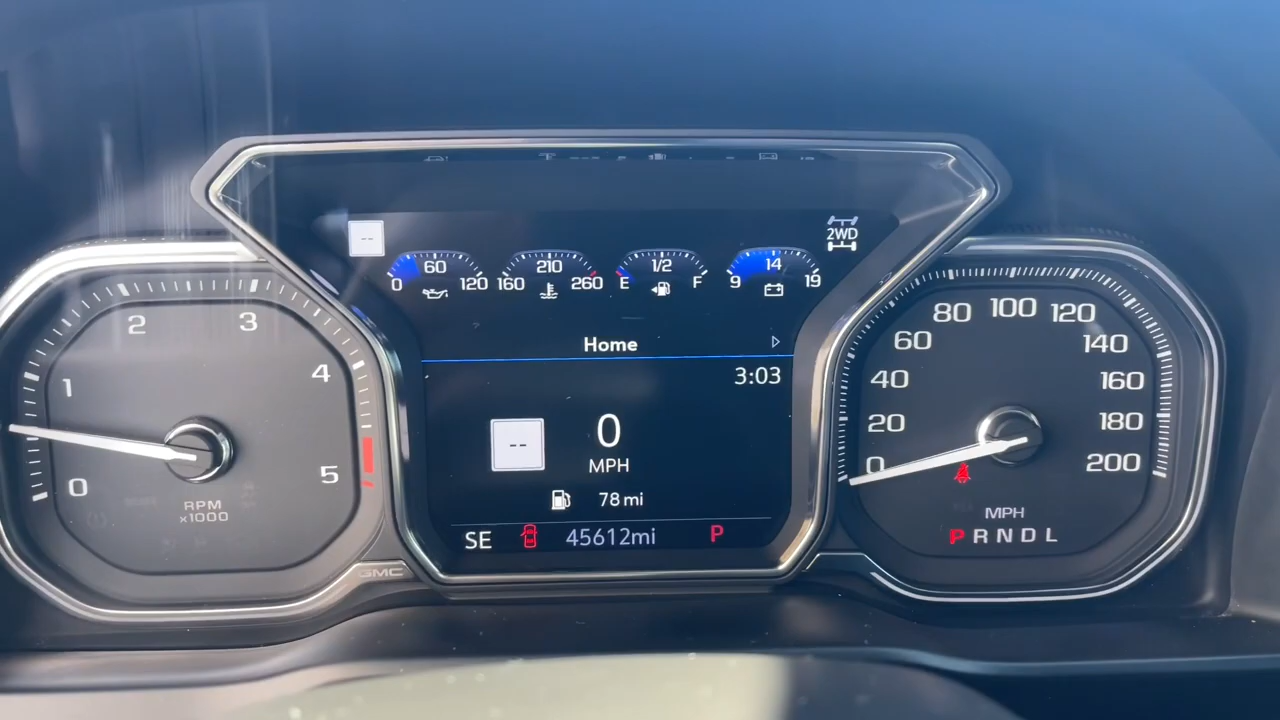 -- 2WD
60 210 1/2 14
0 120 160 260 E F 9 19
Home
3:03
0
MPH
--
78 mi
SE 45612mi P
0 1 2 3 4 5
RPM
x1000
GMC
0 20 40 60 80 100 120 140 160 180 200
MPH
P R N D L